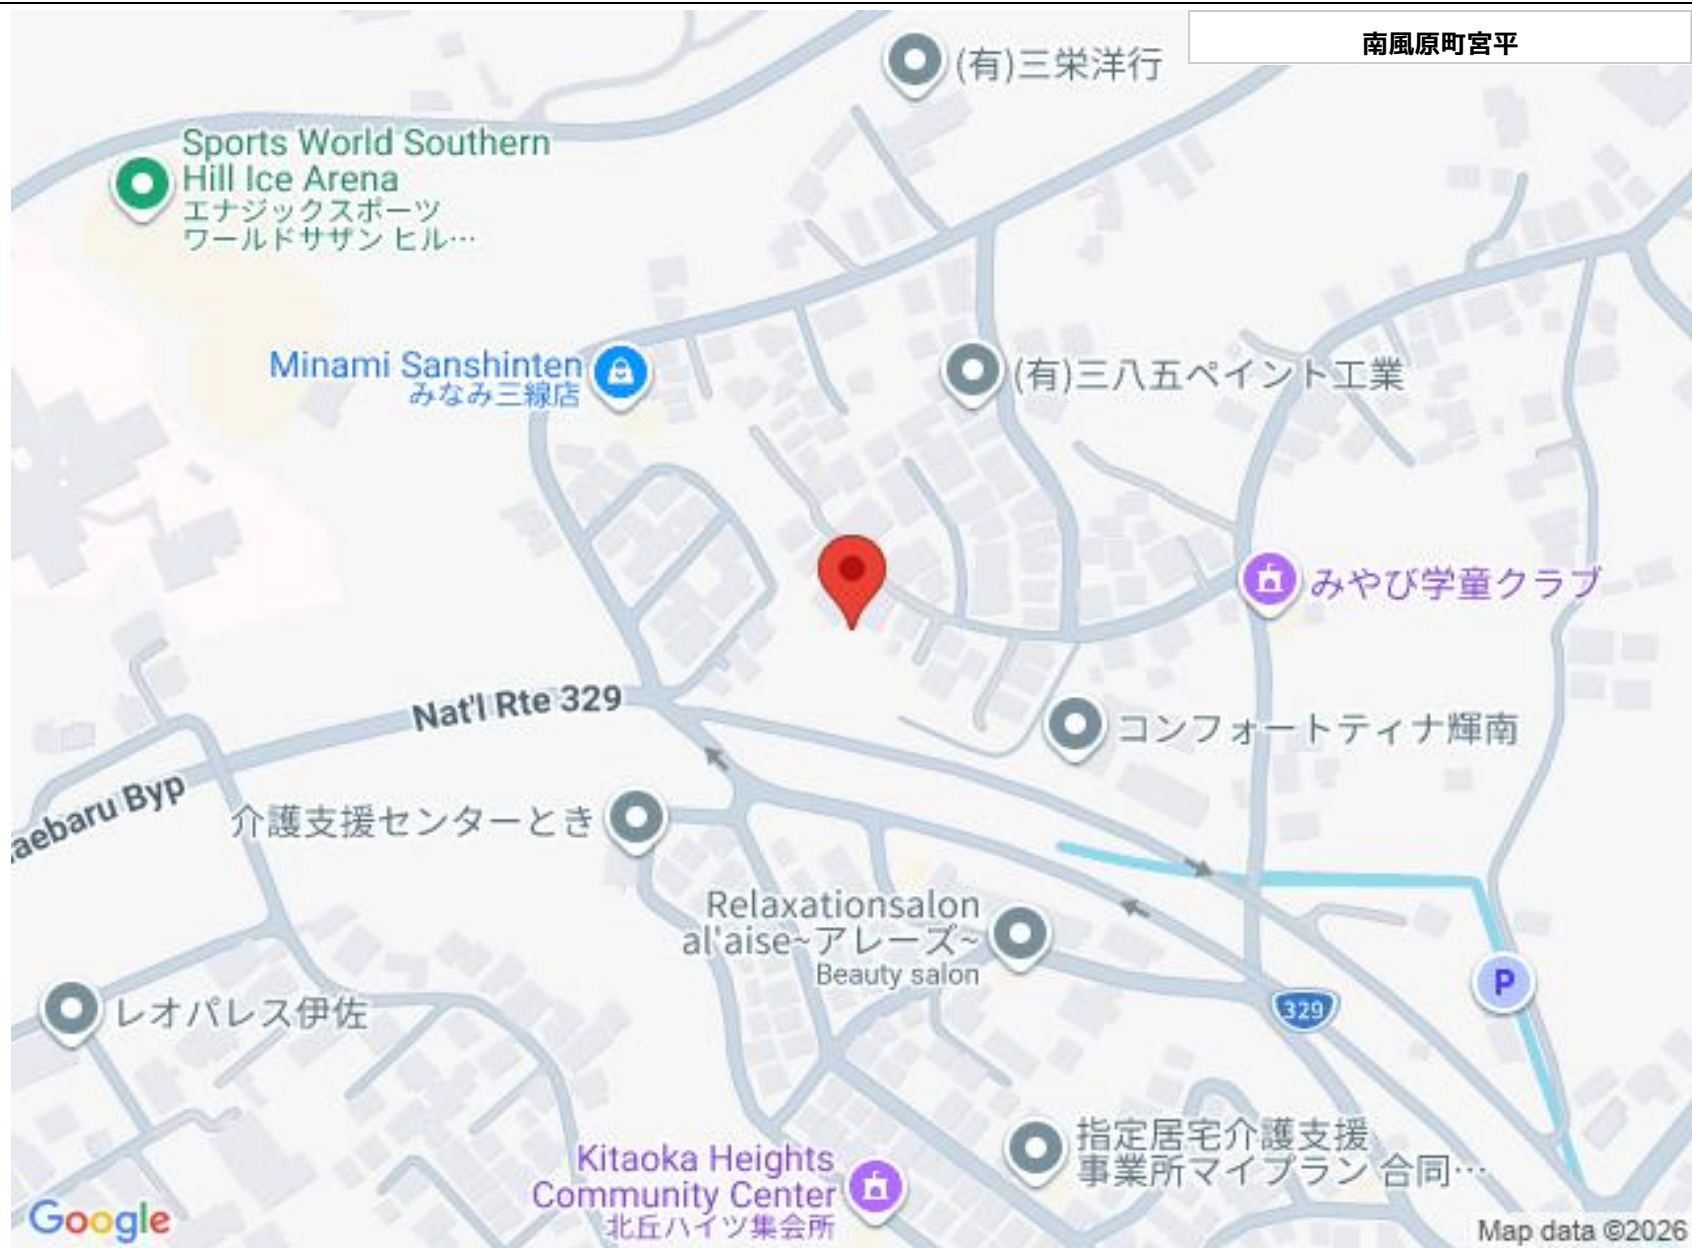 南風原町宮平
(有)三栄洋行
Sports World Southern
Hill Ice Arena
エナジックスポーツ
ワールドサザン ヒル…
Minami Sanshinten
みなみ三線店
(有)三八五ペイント工業
みやび学童クラブ
Nat'l Rte 329
コンフォートティナ輝南
aebaru Byp
介護支援センターとき
Relaxationsalon
al'aise~アレーズ~
Beauty salon
P
329
レオパレス伊佐
指定居宅介護支援
事業所マイプラン 合同…
Kitaoka Heights
Community Center
北丘ハイツ集会所
Google
Map data ©2026